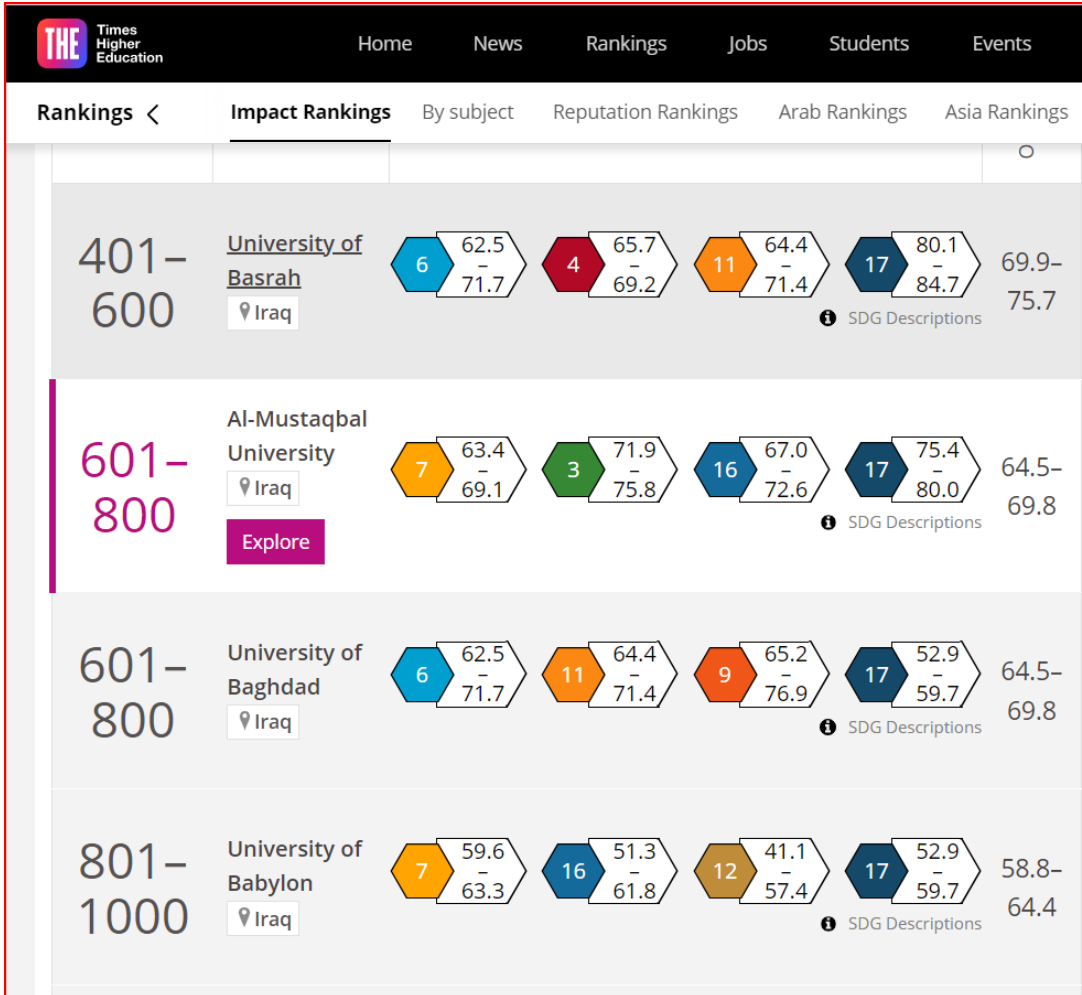 THE
Times
Higher
Education
Home News Rankings Jobs Students Events
Rankings Impact Rankings By subject Reputation Rankings Arab Rankings Asia Rankings
401–
600
University of
Basrah
Iraq
6 62.5 – 71.7
4 65.7 – 69.2
11 64.4 – 71.4
17 80.1 – 84.7
SDG Descriptions
69.9–
75.7
601–
800
Al-Mustaqbal
University
Iraq
Explore
7 63.4 – 69.1
3 71.9 – 75.8
16 67.0 – 72.6
17 75.4 – 80.0
SDG Descriptions
64.5–
69.8
601–
800
University of
Baghdad
Iraq
6 62.5 – 71.7
11 64.4 – 71.4
9 65.2 – 76.9
17 52.9 – 59.7
SDG Descriptions
64.5–
69.8
801–
1000
University of
Babylon
Iraq
7 59.6 – 63.3
16 51.3 – 61.8
12 41.1 – 57.4
17 52.9 – 59.7
SDG Descriptions
58.8–
64.4